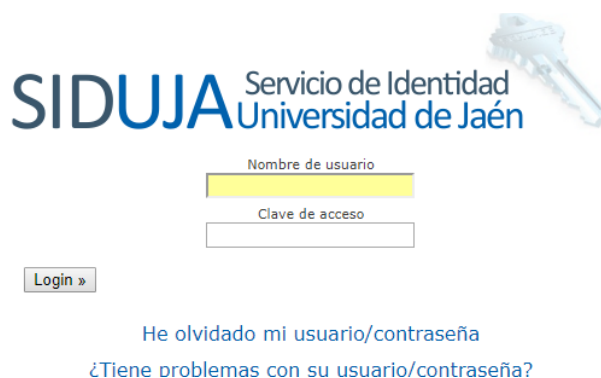 SIDUJA Servicio de Identidad
Universidad de Jaén
Nombre de usuario
Clave de acceso
Login »
He olvidado mi usuario/contraseña
¿Tiene problemas con su usuario/contraseña?